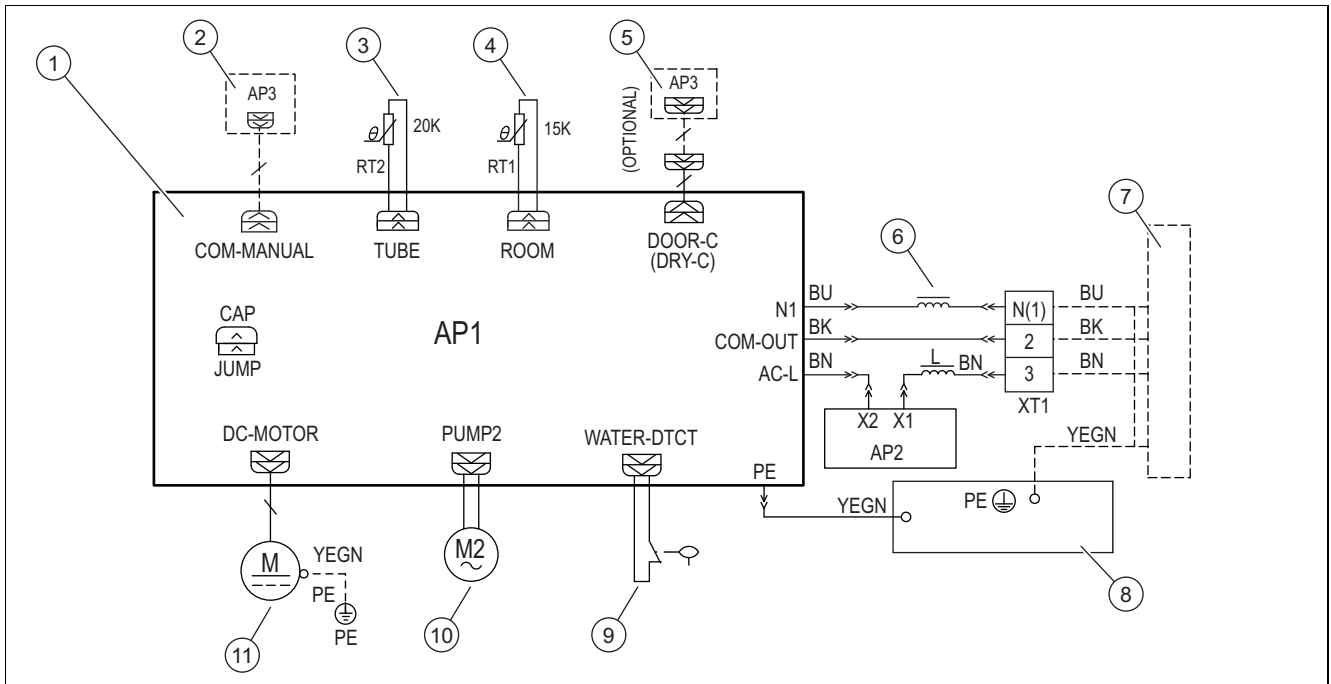 1
2
AP3
COM-MANUAL
3
θ
20K
RT2
TUBE
4
θ
15K
RT1
ROOM
5
AP3
(OPTIONAL)
DOOR-C
(DRY-C)
CAP
JUMP
AP1
N1
COM-OUT
AC-L
BU
BK
BN
6
L
BN
X2 X1
AP2
N(1)
2
3
XT1
BU
BK
BN
YEGN
7
DC-MOTOR
PUMP2
WATER-DTCT
PE
YEGN
PE
8
M
YEGN
PE
PE
11
M2
~
10
9